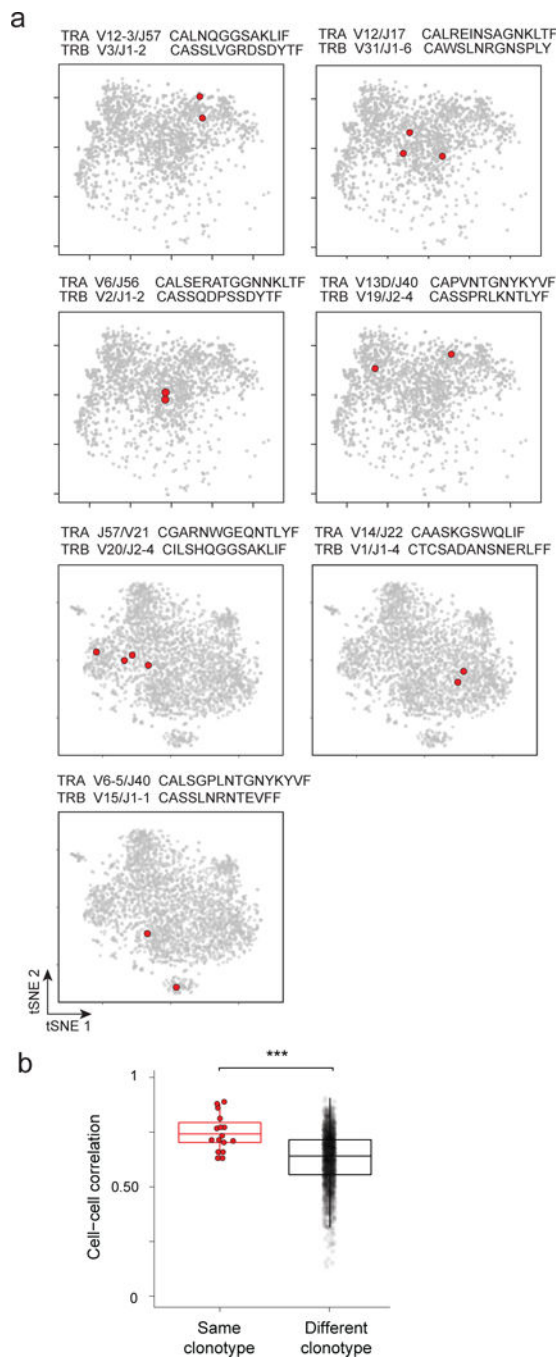 a
TRA V12-3/J57 CALNQGGSAKLIF
TRB V3/J1-2 CASSLVGRDSDYTF
TRA V12/J17 CALREINSAGNKLTF
TRB V31/J1-6 CAWSLNRGNSPLY
TRA V6/J56 CALSERATGGNNKLTF
TRB V2/J1-2 CASSQDPSSDYTF
TRA V13D/J40 CAPVNTGNYKYVF
TRB V19/J2-4 CASSPRLKNTLYF
TRA J57/V21 CGARNWGEQNTLYF
TRB V20/J2-4 CILSHQGGSAKLIF
TRA V14/J22 CAASKGSWQLIF
TRB V1/J1-4 CTCSADANSNERLFF
TRA V6-5/J40 CALSGPLNTGNYKYVF
TRB V15/J1-1 CASSLNRNTEVFF
tSNE 2
tSNE 1
b
***
1
0.50
0
Cell-cell correlation
Same
clonotype
Different
clonotype